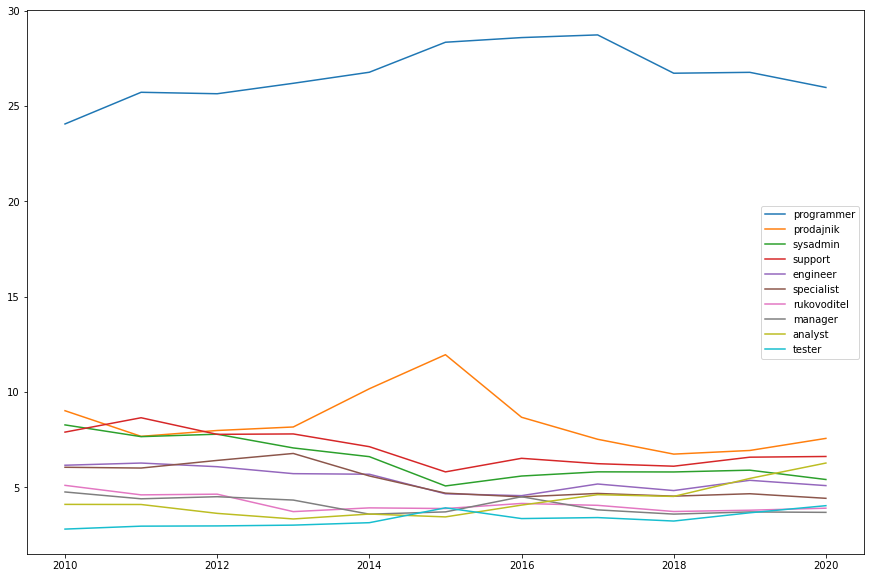 30
25
20
15
10
5
2010 2012 2014 2016 2018 2020
programmer
prodajnik
sysadmin
support
engineer
specialist
rukovoditel
manager
analyst
tester